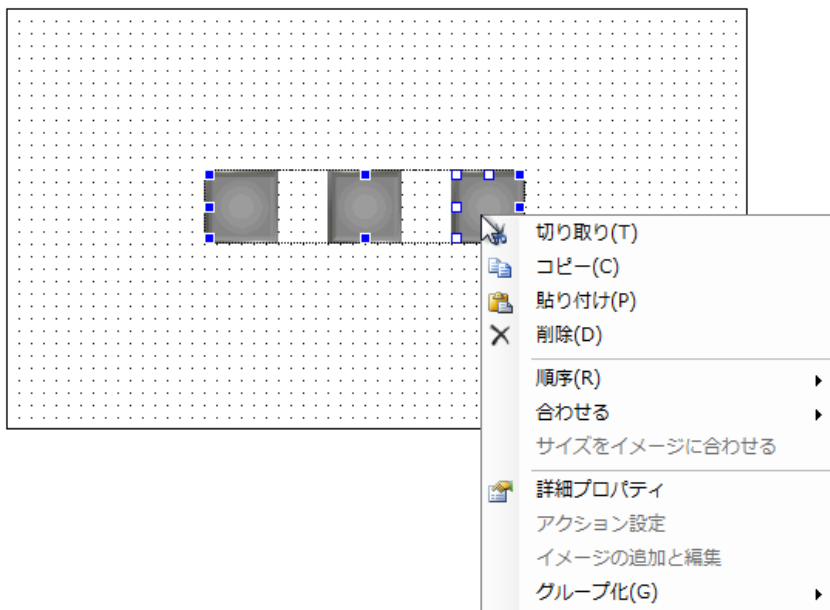 切り取り(T)
コピー(C)
貼り付け(P)
削除(D)
順序(R)
合わせる
サイズをイメージに合わせる
詳細プロパティ
アクション設定
イメージの追加と編集
グループ化(G)